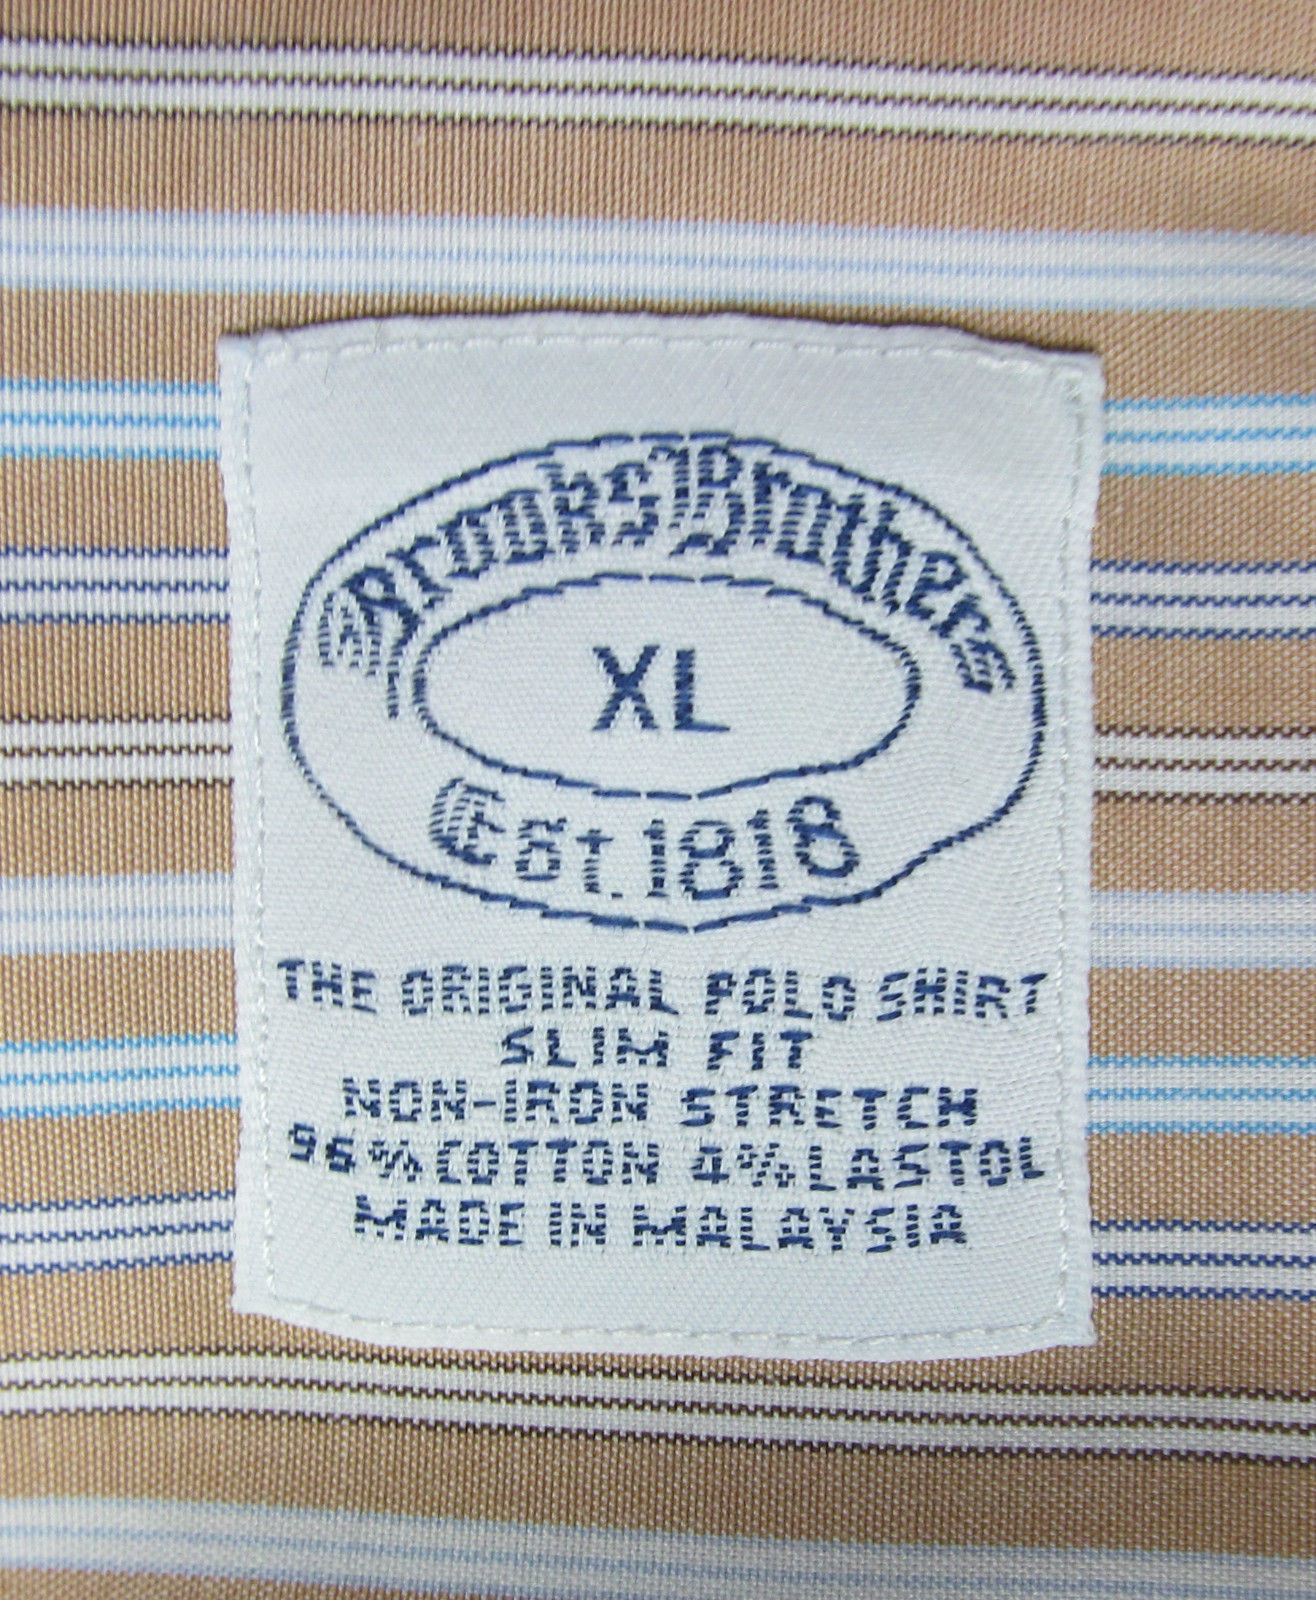 Brooks Brothers
XL
Est. 1818
THE ORIGINAL POLO SHIRT
SLIM FIT
NON-IRON STRETCH
COTTON 4% LASTOL
MADE IN MALAYSIA